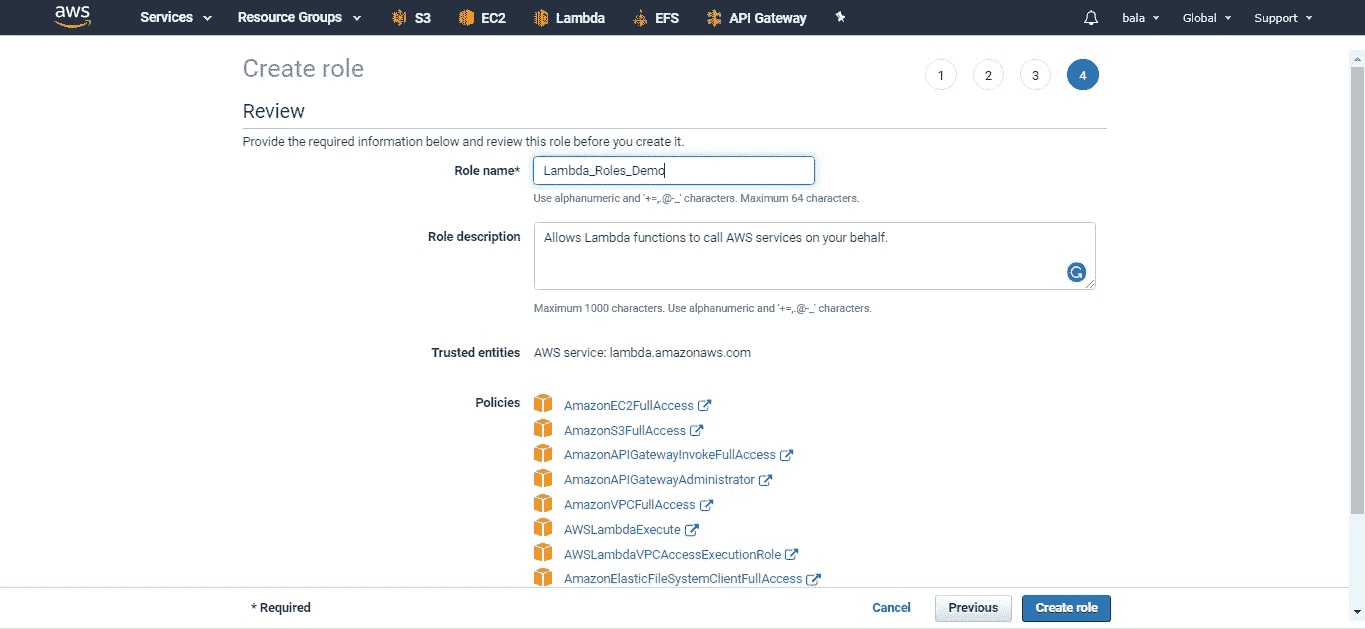 aws Services Resource Groups S3 EC2 Lambda EFS API Gateway bala Global Support
Create role
1 2 3 4
Review
Provide the required information below and review this role before you create it.
Role name* Lambda_Roles_Demo
Use alphanumeric and '+=,.@-_' characters. Maximum 64 characters.
Role description Allows Lambda functions to call AWS services on your behalf.
Maximum 1000 characters. Use alphanumeric and '+=,.@-_' characters.
Trusted entities AWS service: lambda.amazonaws.com
Policies AmazonEC2FullAccess
AmazonS3FullAccess
AmazonAPIGatewayInvokeFullAccess
AmazonAPIGatewayAdministrator
AmazonVPCFullAccess
AWSLambdaExecute
AWSLambdaVPCAccessExecutionRole
AmazonElasticFileSystemClientFullAccess
* Required Cancel Previous Create role